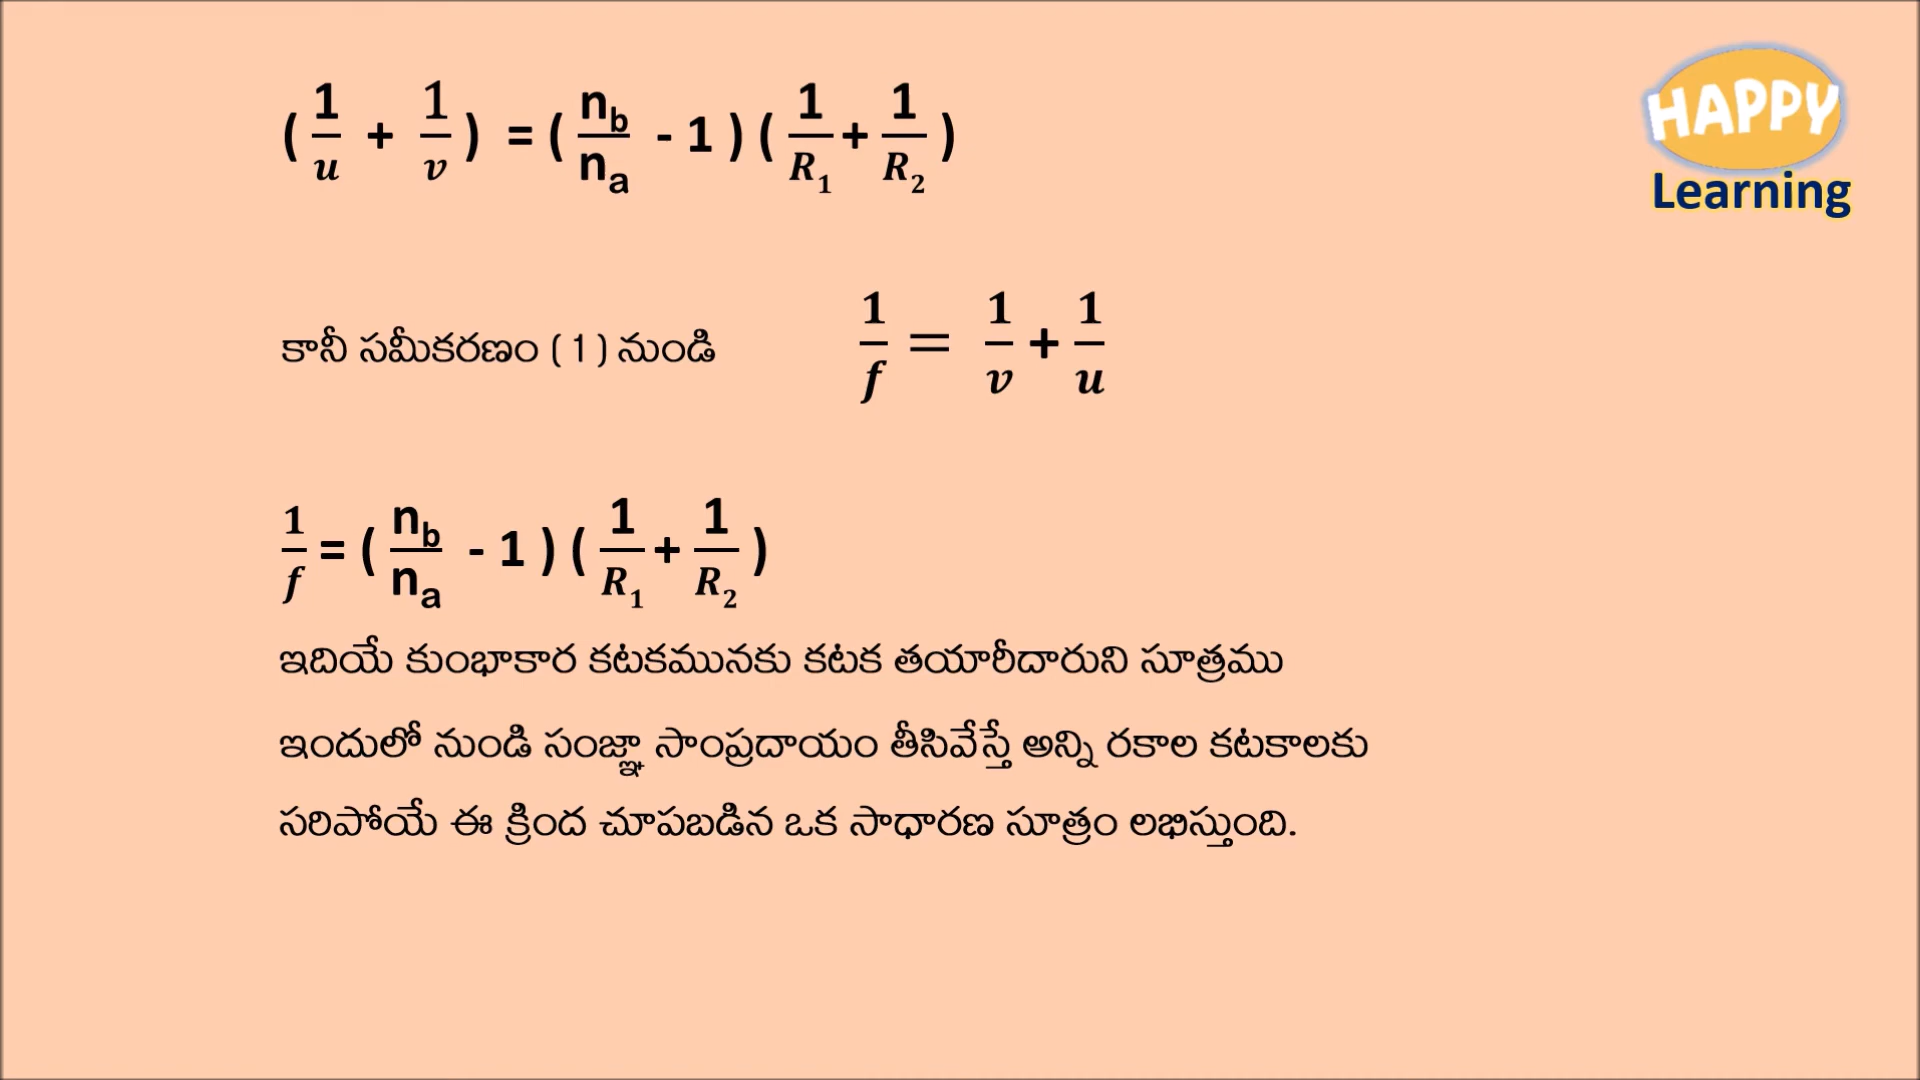 HAPPY
Learning
( 1/u + 1/v ) = ( n_b/n_a - 1 ) ( 1/R_1 + 1/R_2 )
కానీ సమీకరణం ( 1 ) నుండి 1/f = 1/v + 1/u
1/f = ( n_b/n_a - 1 ) ( 1/R_1 + 1/R_2 )
ఇదియే కుంభాకార కటకమునకు కటక తయారీదారుని సూత్రము
ఇందులో నుండి సంజ్ఞా సాంప్రదాయం తీసివేస్తే అన్ని రకాల కటకాలకు
సరిపోయే ఈ క్రింద చూపబడిన ఒక సాధారణ సూత్రం లభిస్తుంది.